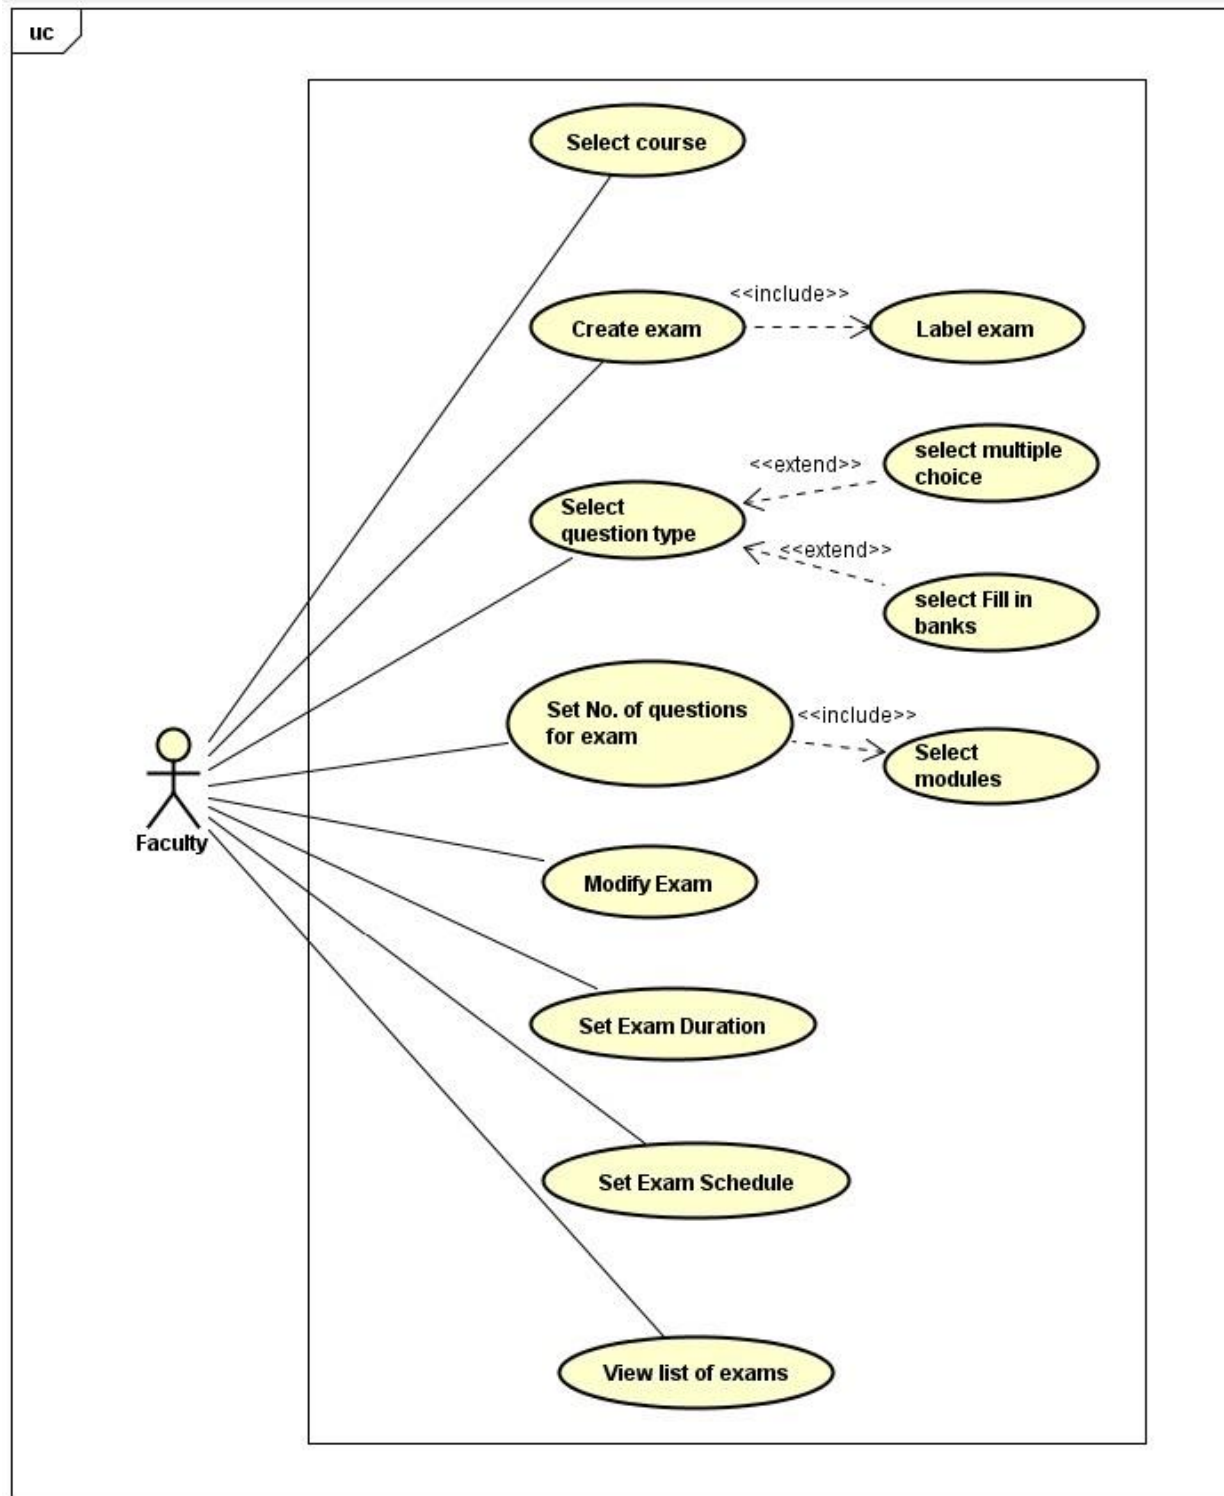 uc
Select course
<<include>>
Create exam
Label exam
select multiple
choice
<<extend>>
Select
question type
<<extend>>
select Fill in
banks
Set No. of questions
for exam
<<include>>
Select
modules
Faculty
Modify Exam
Set Exam Duration
Set Exam Schedule
View list of exams